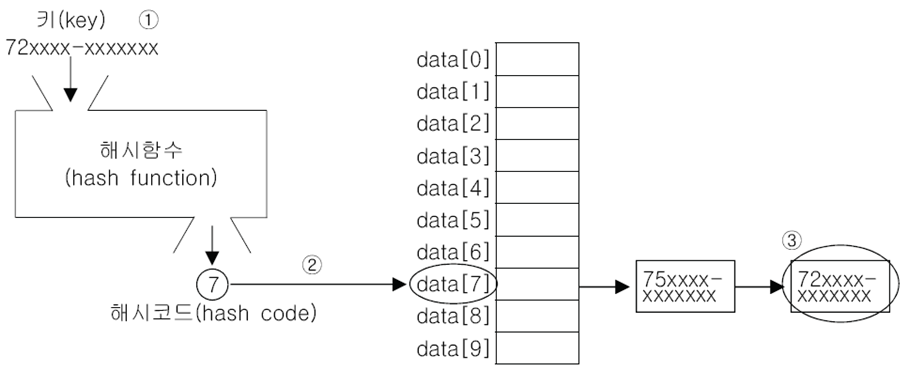 키(key) ①
72xxxx-xxxxxxx
해시함수
(hash function)
⑦
해시코드(hash code)
②
data[0]
data[1]
data[2]
data[3]
data[4]
data[5]
data[6]
data[7]
data[8]
data[9]
75xxxx-
xxxxxxx
③
72xxxx-
xxxxxxx